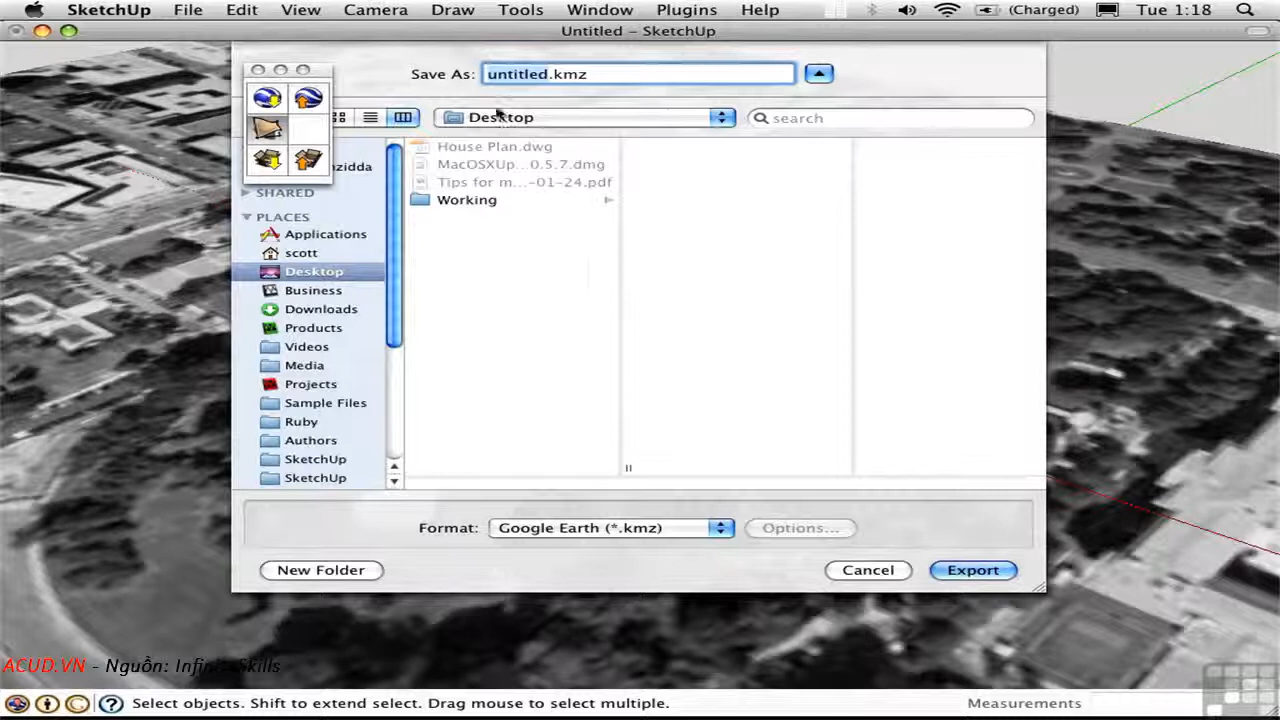 SketchUp File Edit View Camera Draw Tools Window Plugins Help (Charged) Tue 1:18
Untitled – SketchUp
Save As: untitled.kmz
Desktop
search
House Plan.dwg
MacOSXUp...0.5.7.dmg
Tips for m...-01-24.pdf
Working
uzidda
SHARED
PLACES
Applications
scott
Desktop
Business
Downloads
Products
Videos
Media
Projects
Sample Files
Ruby
Authors
SketchUp
SketchUp
Format: Google Earth (*.kmz) Options...
New Folder Cancel Export
ACUD.VN - Nguồn: InfiniteSkills
Select objects. Shift to extend select. Drag mouse to select multiple. Measurements